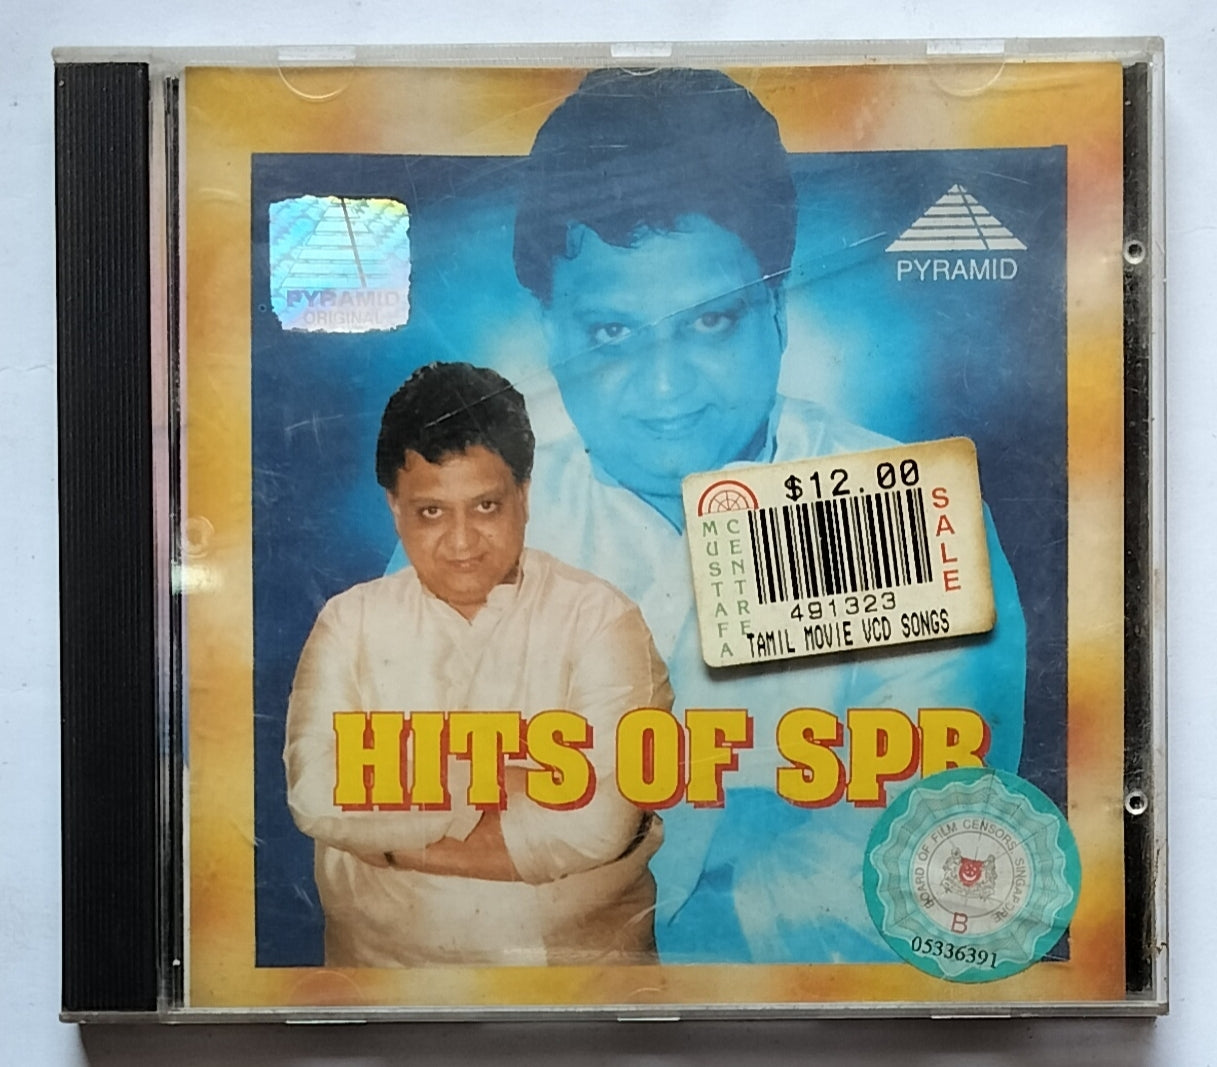 PYRAMID
ORIGINAL
PYRAMID
$12.00
SALE
MUSTAFA
CENTRE
491323
TAMIL MOVIE VCD SONGS
HITS OF SPB
BOARD OF FILM CENSORS SINGAPORE
B
05336391